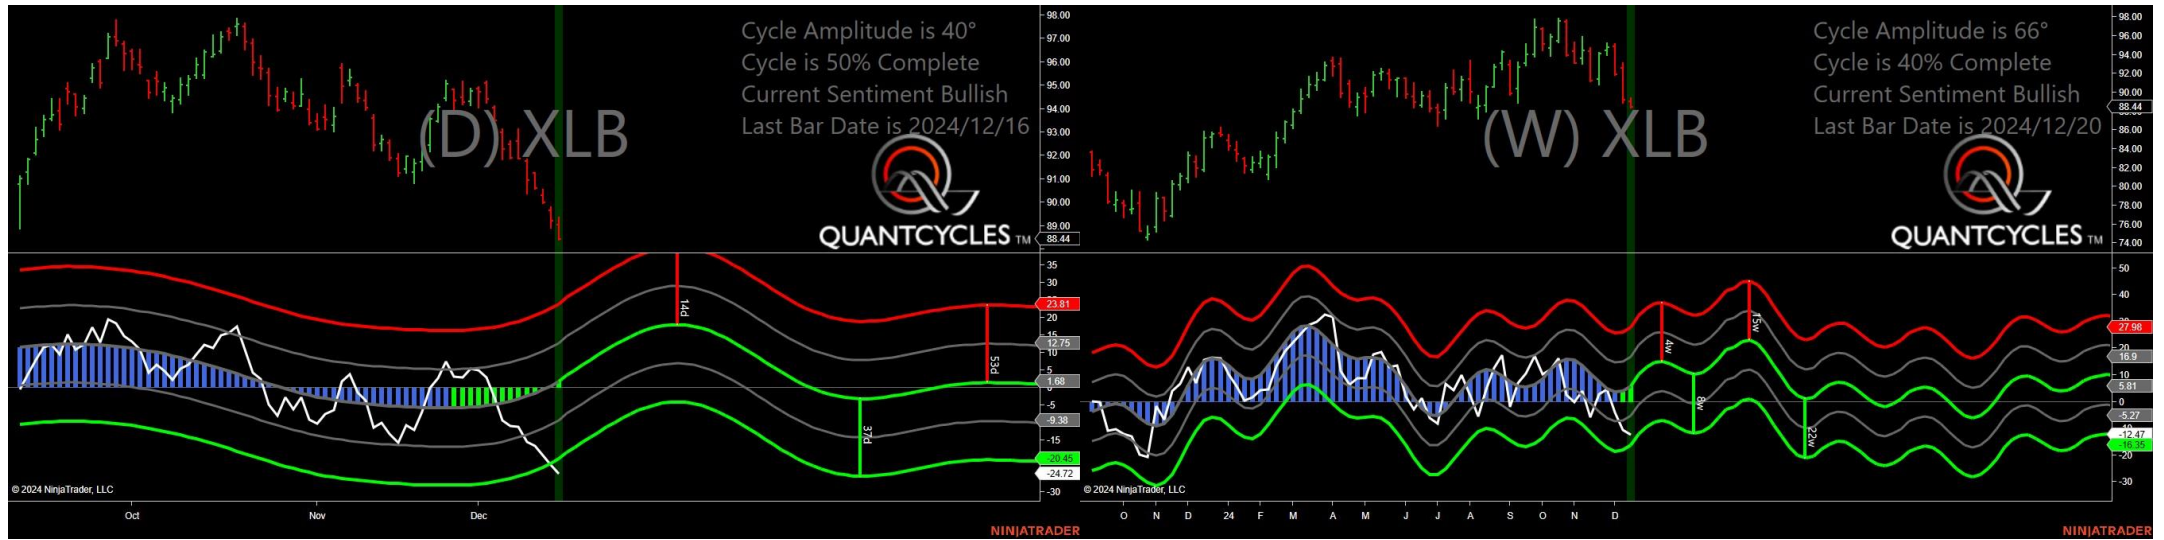 Cycle Amplitude is 40°
Cycle is 50% Complete
Current Sentiment Bullish
Last Bar Date is 2024/12/16
(D) XLB
QUANTCYCLES TM
98.00
97.00
96.00
95.00
94.00
93.00
92.00
91.00
90.00
89.00
88.44
35
30
23.81
20
12.75
10
5
1.68
-5
-9.38
-15
-20.45
-24.72
-30
14d
37d
53d
© 2024 NinjaTrader, LLC
Oct
Nov
Dec
NINJATRADER
Cycle Amplitude is 66°
Cycle is 40% Complete
Current Sentiment Bullish
Last Bar Date is 2024/12/20
(W) XLB
QUANTCYCLES TM
98.00
96.00
94.00
92.00
90.00
88.44
86.00
84.00
82.00
80.00
78.00
76.00
74.00
50
40
27.98
20
16.9
5.81
0
-5.27
-12.47
-16.35
-20
-30
4w
8w
15w
22w
© 2024 NinjaTrader, LLC
O N D 24 F M A M J J A S O N D
NINJATRADER